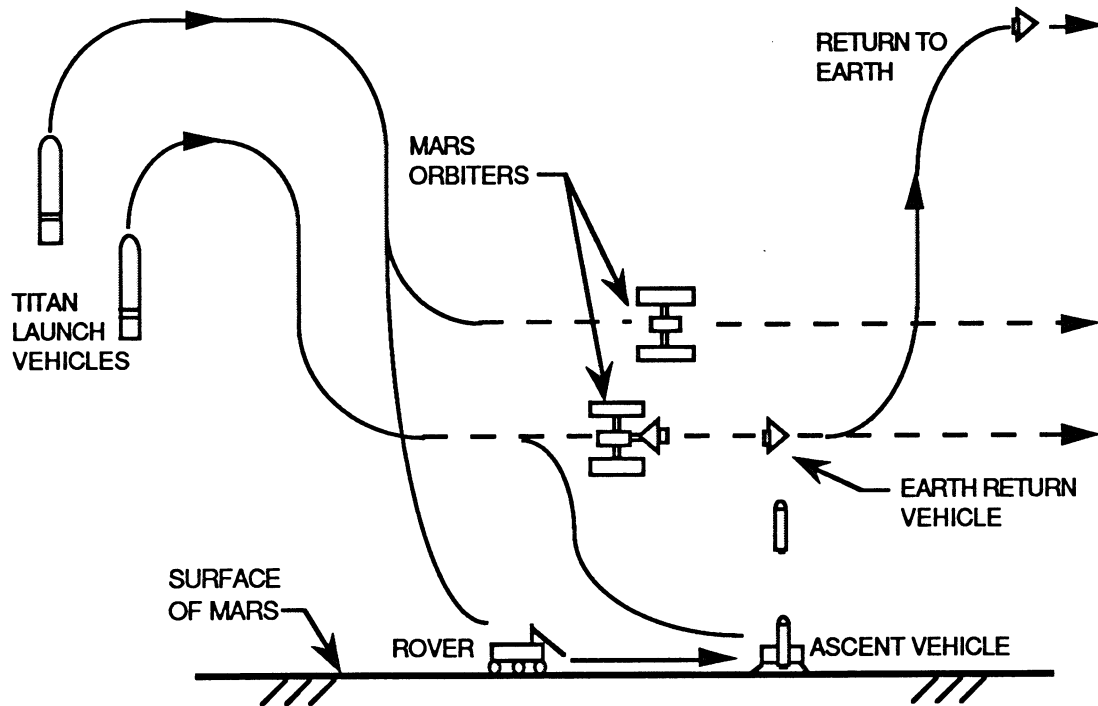 RETURN TO
EARTH
MARS
ORBITERS
TITAN
LAUNCH
VEHICLES
EARTH RETURN
VEHICLE
SURFACE
OF MARS
ROVER
ASCENT VEHICLE